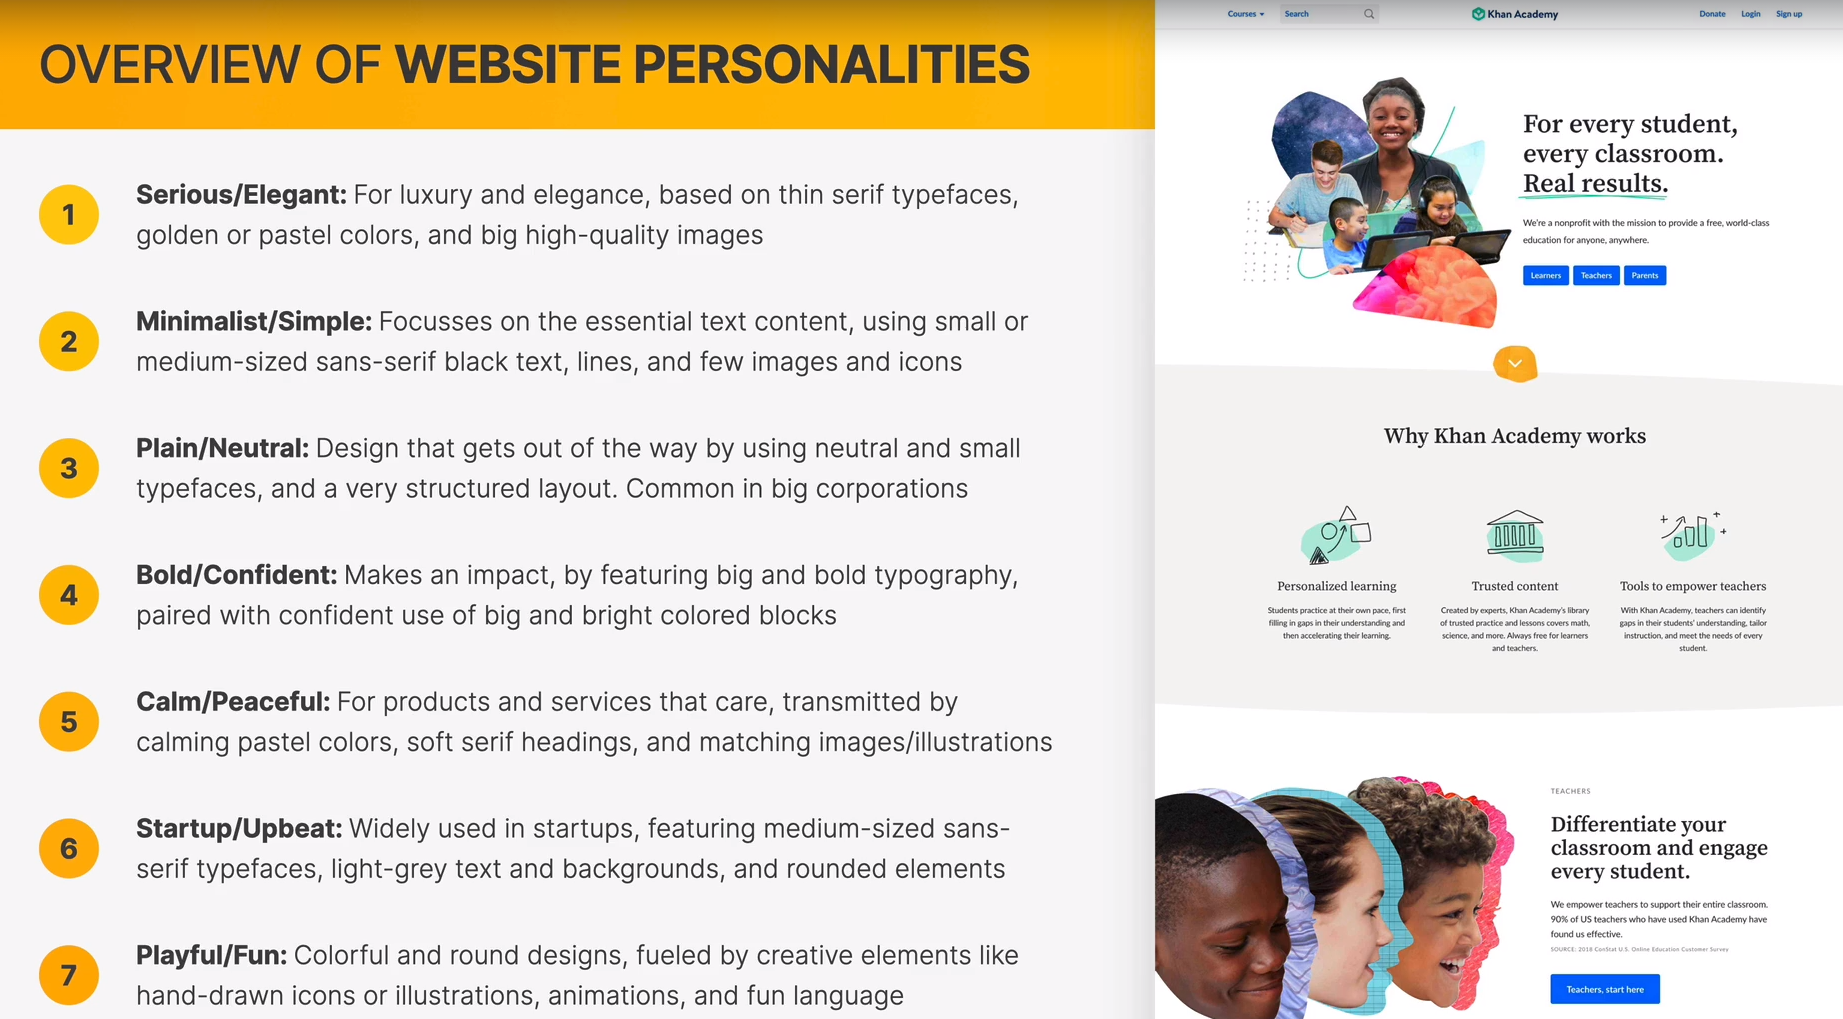 OVERVIEW OF WEBSITE PERSONALITIES
1
Serious/Elegant: For luxury and elegance, based on thin serif typefaces,
golden or pastel colors, and big high-quality images
2
Minimalist/Simple: Focusses on the essential text content, using small or
medium-sized sans-serif black text, lines, and few images and icons
3
Plain/Neutral: Design that gets out of the way by using neutral and small
typefaces, and a very structured layout. Common in big corporations
4
Bold/Confident: Makes an impact, by featuring big and bold typography,
paired with confident use of big and bright colored blocks
5
Calm/Peaceful: For products and services that care, transmitted by
calming pastel colors, soft serif headings, and matching images/illustrations
6
Startup/Upbeat: Widely used in startups, featuring medium-sized sans-
serif typefaces, light-grey text and backgrounds, and rounded elements
7
Playful/Fun: Colorful and round designs, fueled by creative elements like
hand-drawn icons or illustrations, animations, and fun language
Courses Search Khan Academy Donate Login Sign up
For every student,
every classroom.
Real results.
We're a nonprofit with the mission to provide a free, world-class
education for anyone, anywhere.
Learners Teachers Parents
Why Khan Academy works
Personalized learning
Students practice at their own pace, first
filling in gaps in their understanding and
then accelerating their learning.
Trusted content
Created by experts, Khan Academy's library
of trusted practice and lessons covers math,
science, and more. Always free for learners
and teachers.
Tools to empower teachers
With Khan Academy, teachers can identify
gaps in their students' understanding, tailor
instruction, and meet the needs of every
student.
TEACHERS
Differentiate your
classroom and engage
every student.
We empower teachers to support their entire classroom.
90% of US teachers who have used Khan Academy have
found us effective.
SOURCE: 2018 ConStat U.S. Online Education Customer Survey
Teachers, start here